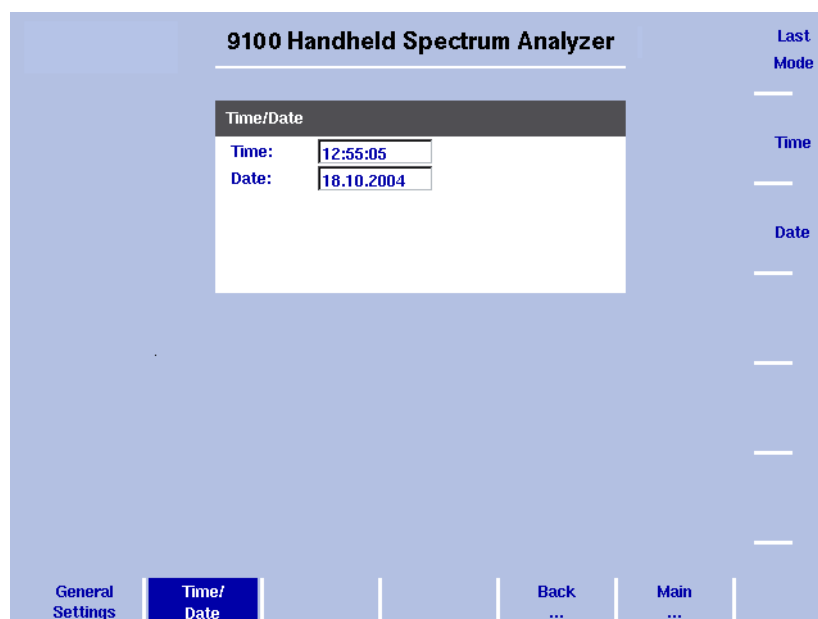 9100 Handheld Spectrum Analyzer
Last
Mode
Time/Date
Time: 12:55:05
Date: 18.10.2004
Time
Date
General
Settings
Time/
Date
Back
...
Main
...